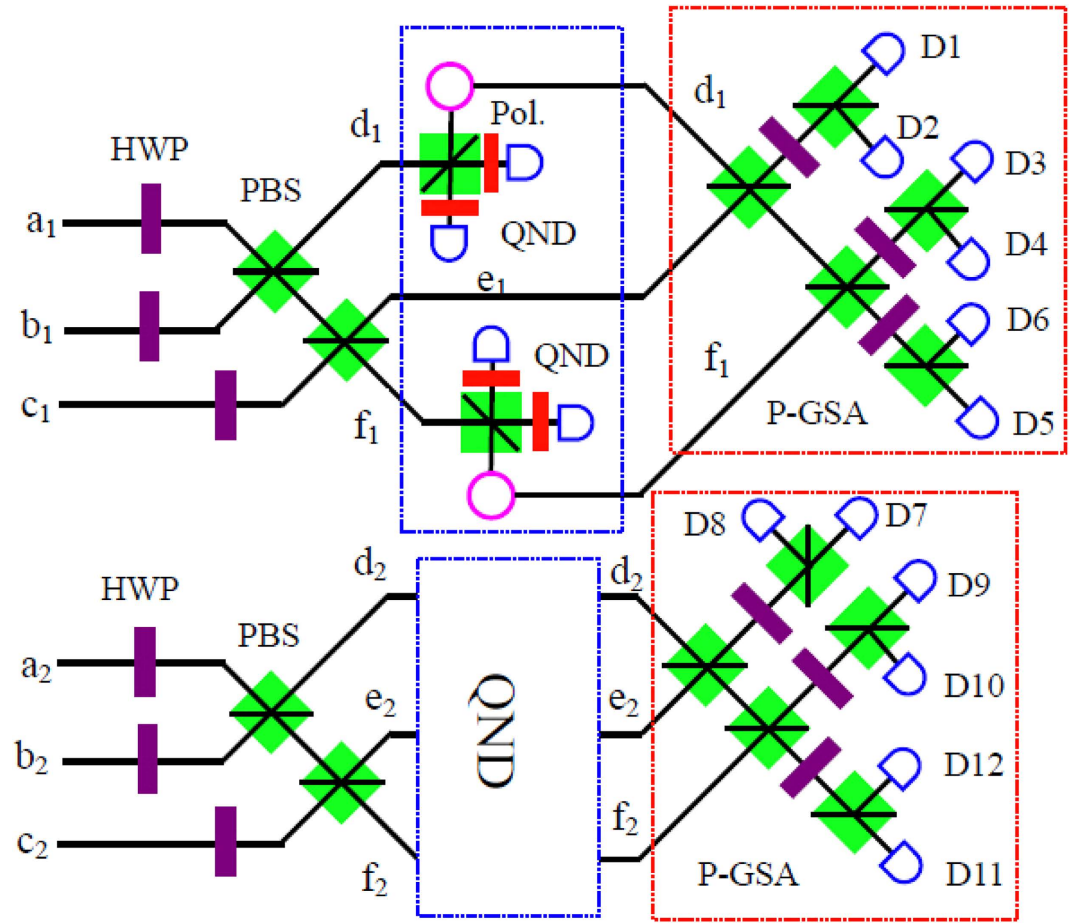 D1
d₁
d₁
Pol.
HWP
D2
D3
PBS
a₁
QND
D4
e₁
b₁
D6
QND
f₁
c₁
P-GSA
D5
f₁
D8
D7
d₂
d₂
HWP
D9
PBS
a₂
D10
e₂
QND
e₂
b₂
D12
f₂
c₂
P-GSA
D11
f₂